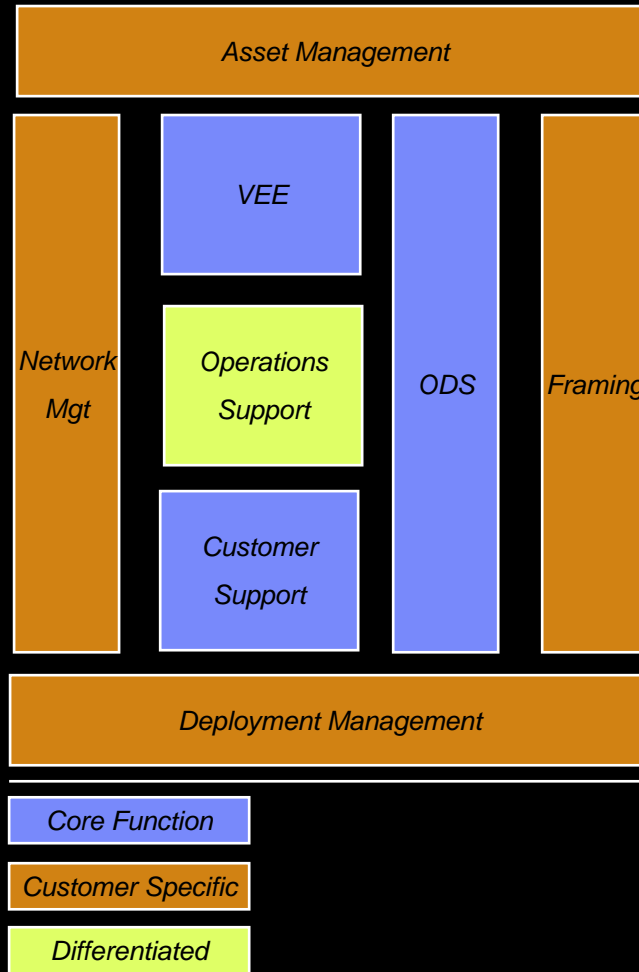 Asset Management
VEE
Network
Mgt
Operations
Support
ODS
Framing
Customer
Support
Deployment Management
Core Function
Customer Specific
Differentiated